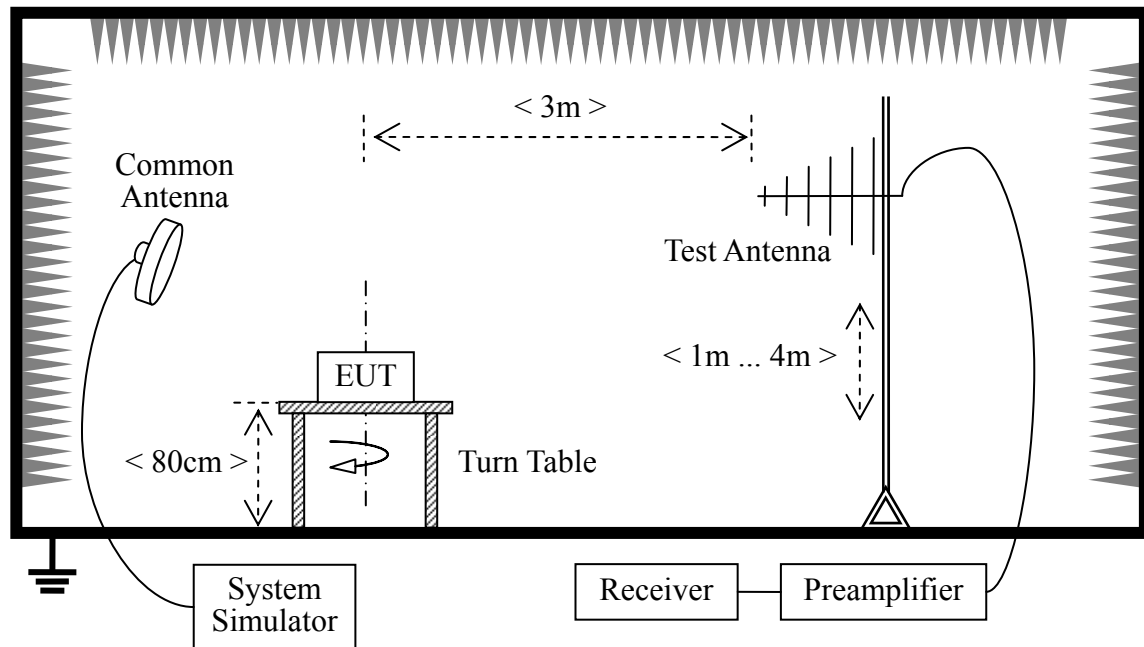 < 3m >
Common
Antenna
Test Antenna
< 1m ... 4m >
EUT
< 80cm >
Turn Table
System
Simulator
Receiver
Preamplifier